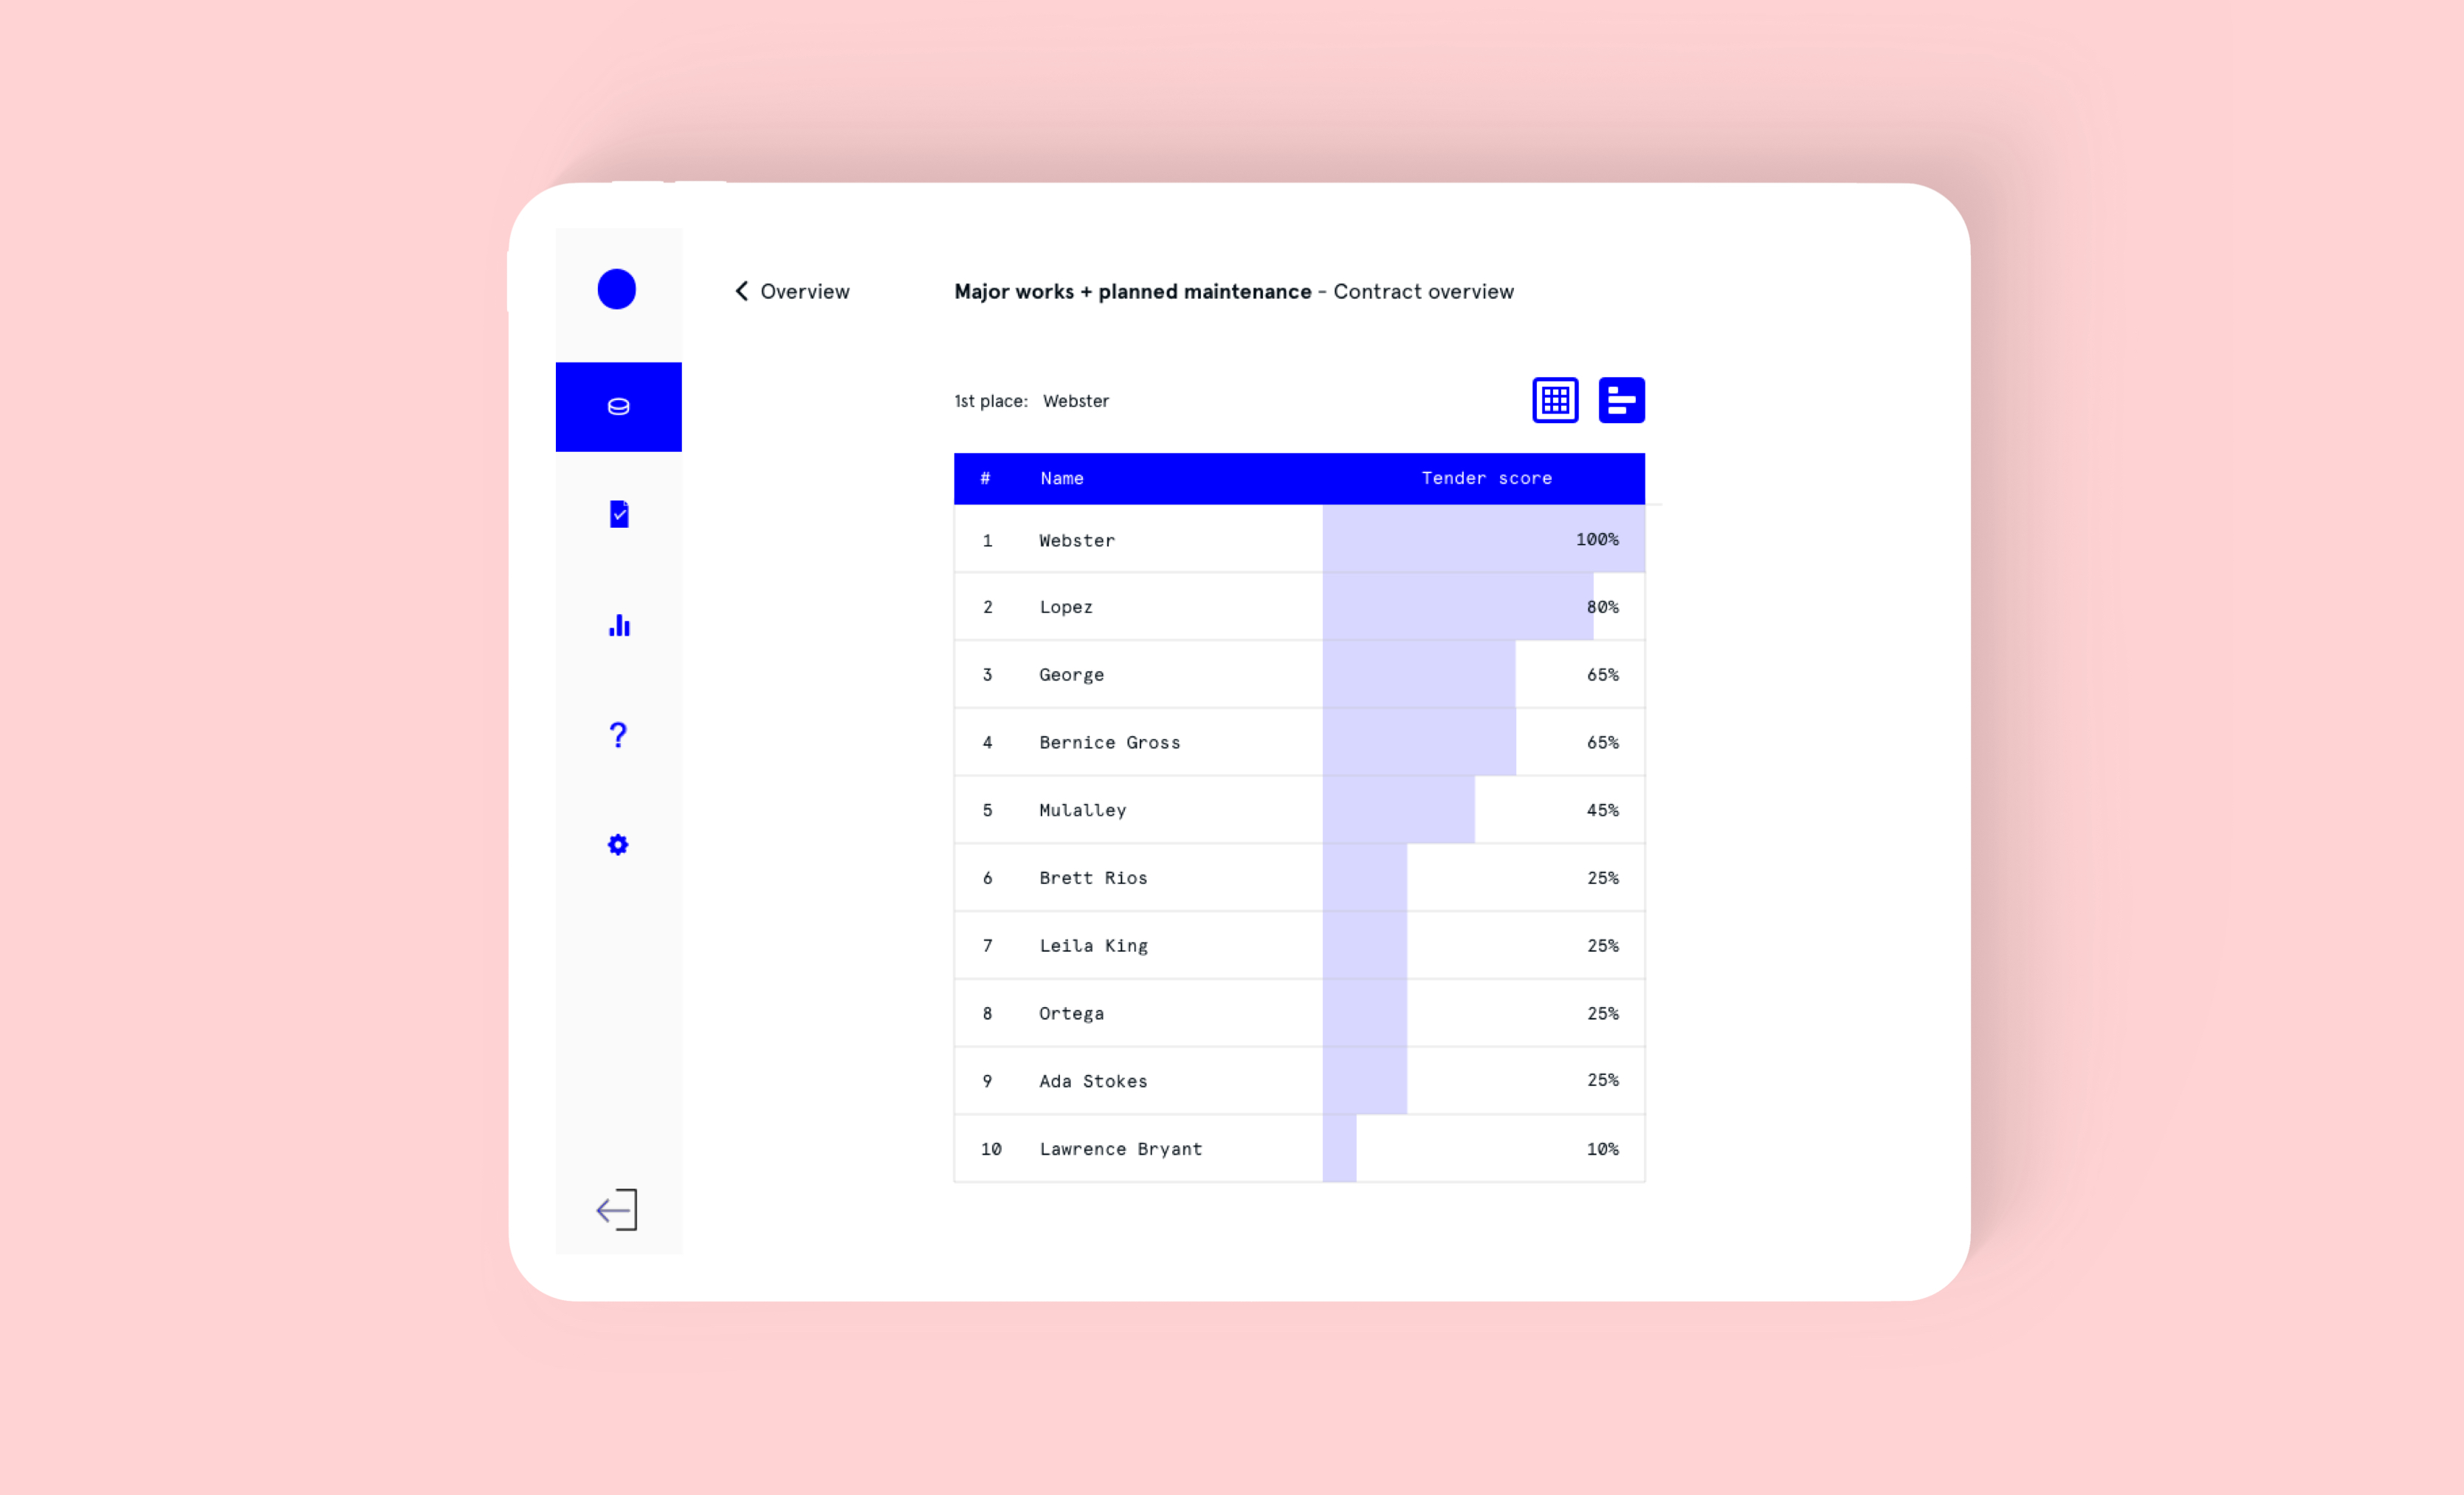 Overview
Major works + planned maintenance - Contract overview
1st place: Webster
# Name Tender score
1 Webster 100%
2 Lopez 80%
3 George 65%
4 Bernice Gross 65%
5 Mulalley 45%
6 Brett Rios 25%
7 Leila King 25%
8 Ortega 25%
9 Ada Stokes 25%
10 Lawrence Bryant 10%
?